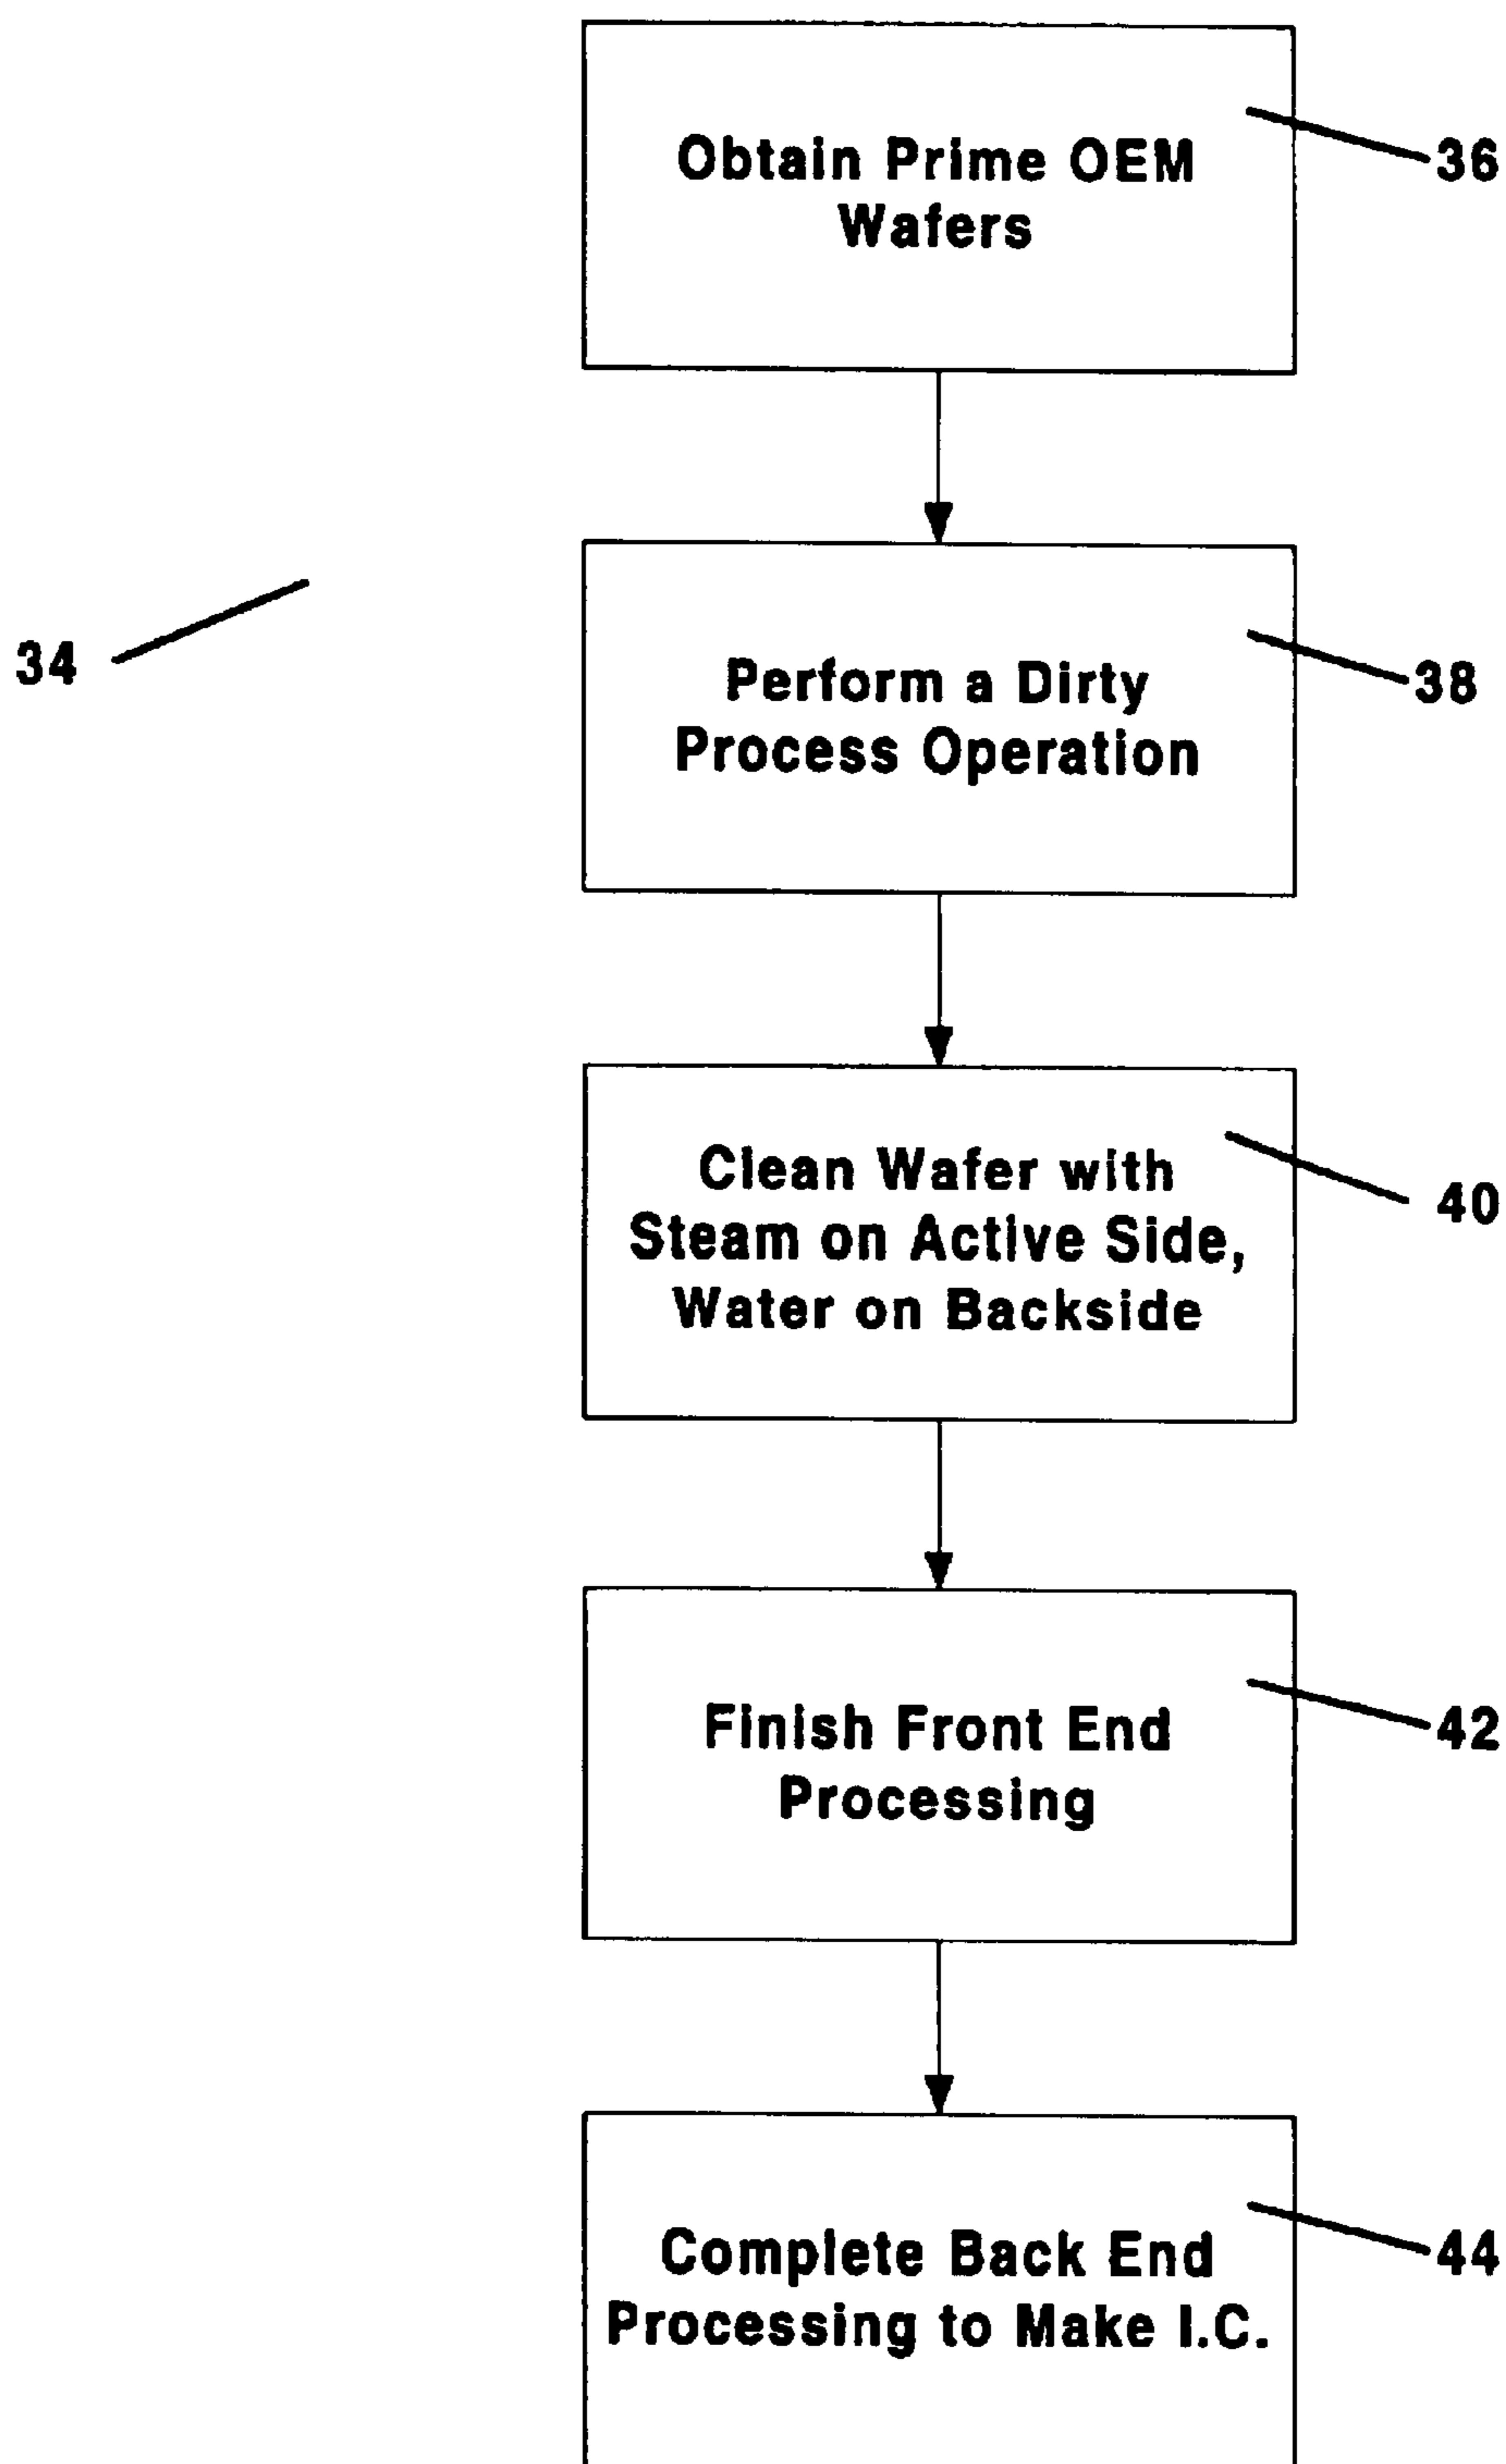 Obtain Prime OEM
Wafers
36
34
Perform a Dirty
Process Operation
38
Clean Wafer with
Steam on Active Side,
Water on Backside
40
Finish Front End
Processing
42
Complete Back End
Processing to Make I.C.
44